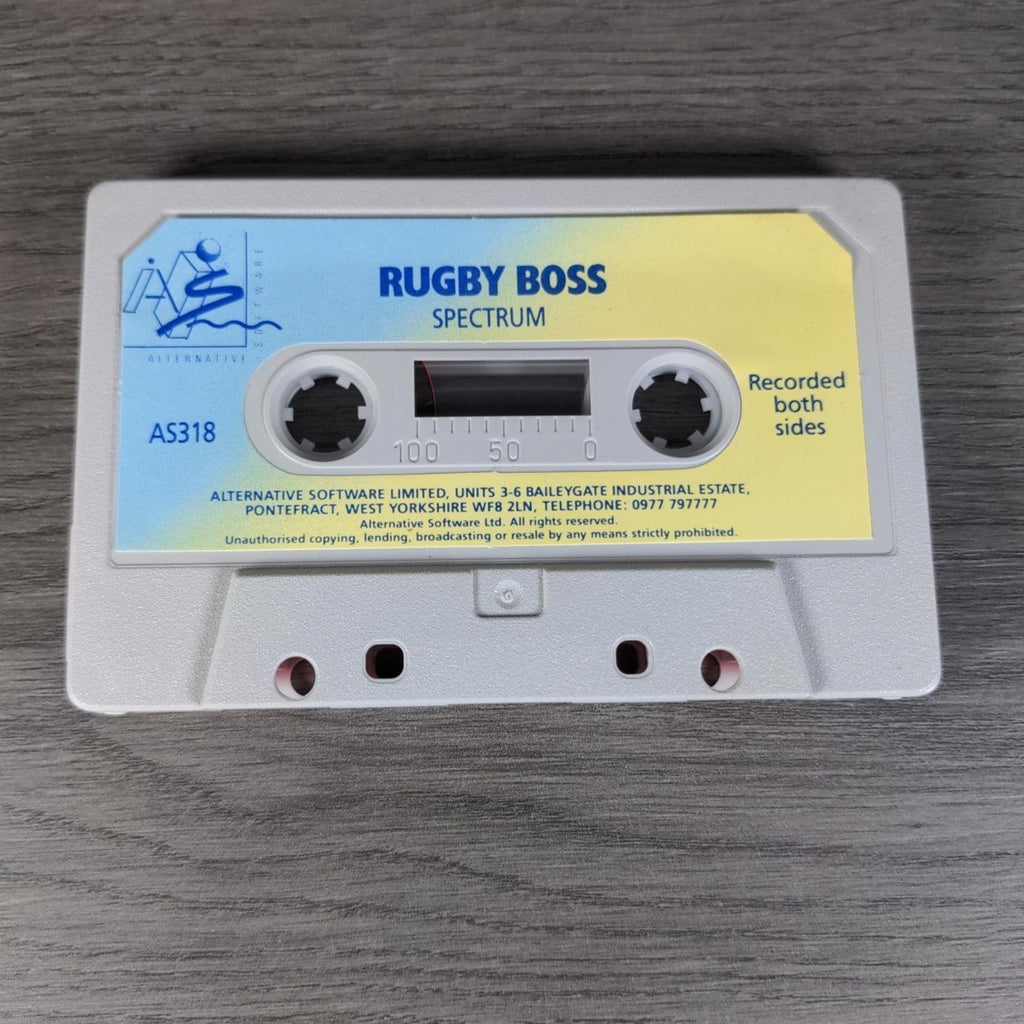 RUGBY BOSS
SPECTRUM
ALTERNATIVE · SOFTWARE
AS318
Recorded
both
sides
100 50 0
ALTERNATIVE SOFTWARE LIMITED, UNITS 3-6 BAILEYGATE INDUSTRIAL ESTATE,
PONTEFRACT, WEST YORKSHIRE WF8 2LN, TELEPHONE: 0977 797777
Alternative Software Ltd. All rights reserved.
Unauthorised copying, lending, broadcasting or resale by any means strictly prohibited.